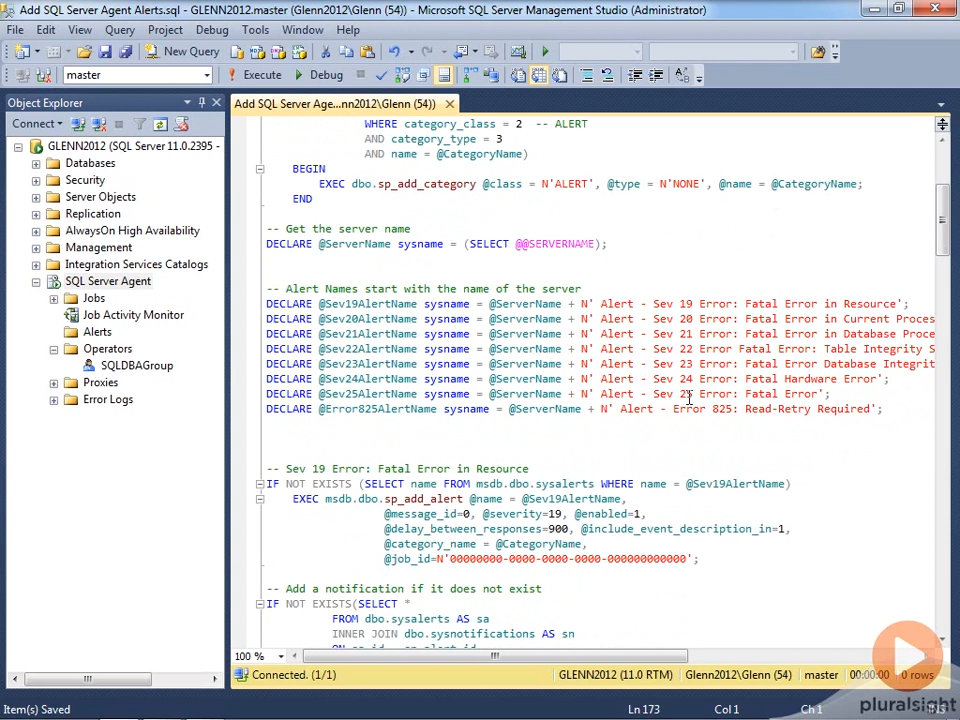 Add SQL Server Agent Alerts.sql - GLENN2012.master (Glenn2012\Glenn (54)) - Microsoft SQL Server Management Studio (Administrator)
File Edit View Query Project Debug Tools Window Help
New Query
master
Execute
Debug
Object Explorer
Connect
GLENN2012 (SQL Server 11.0.2395 -
Databases
Security
Server Objects
Replication
AlwaysOn High Availability
Management
Integration Services Catalogs
SQL Server Agent
Jobs
Job Activity Monitor
Alerts
Operators
SQLDBAGroup
Proxies
Error Logs
Add SQL Server Age...nn2012\Glenn (54))
WHERE category_class = 2 -- ALERT
AND category_type = 3
AND name = @CategoryName)
BEGIN
EXEC dbo.sp_add_category @class = N'ALERT', @type = N'NONE', @name = @CategoryName;
END
-- Get the server name
DECLARE @ServerName sysname = (SELECT @@SERVERNAME);
-- Alert Names start with the name of the server
DECLARE @Sev19AlertName sysname = @ServerName + N' Alert - Sev 19 Error: Fatal Error in Resource';
DECLARE @Sev20AlertName sysname = @ServerName + N' Alert - Sev 20 Error: Fatal Error in Current Proces
DECLARE @Sev21AlertName sysname = @ServerName + N' Alert - Sev 21 Error: Fatal Error in Database Proce
DECLARE @Sev22AlertName sysname = @ServerName + N' Alert - Sev 22 Error Fatal Error: Table Integrity S
DECLARE @Sev23AlertName sysname = @ServerName + N' Alert - Sev 23 Error: Fatal Error Database Integrit
DECLARE @Sev24AlertName sysname = @ServerName + N' Alert - Sev 24 Error: Fatal Hardware Error';
DECLARE @Sev25AlertName sysname = @ServerName + N' Alert - Sev 25 Error: Fatal Error';
DECLARE @Error825AlertName sysname = @ServerName + N' Alert - Error 825: Read-Retry Required';
-- Sev 19 Error: Fatal Error in Resource
IF NOT EXISTS (SELECT name FROM msdb.dbo.sysalerts WHERE name = @Sev19AlertName)
EXEC msdb.dbo.sp_add_alert @name = @Sev19AlertName,
@message_id=0, @severity=19, @enabled=1,
@delay_between_responses=900, @include_event_description_in=1,
@category_name = @CategoryName,
@job_id=N'00000000-0000-0000-0000-000000000000';
-- Add a notification if it does not exist
IF NOT EXISTS(SELECT *
FROM dbo.sysalerts AS sa
INNER JOIN dbo.sysnotifications AS sn
100 %
Connected. (1/1)
GLENN2012 (11.0 RTM)
Glenn2012\Glenn (54)
master
00:00:00
0 rows
pluralsight
Item(s) Saved
Ln 173
Col 1
Ch 1